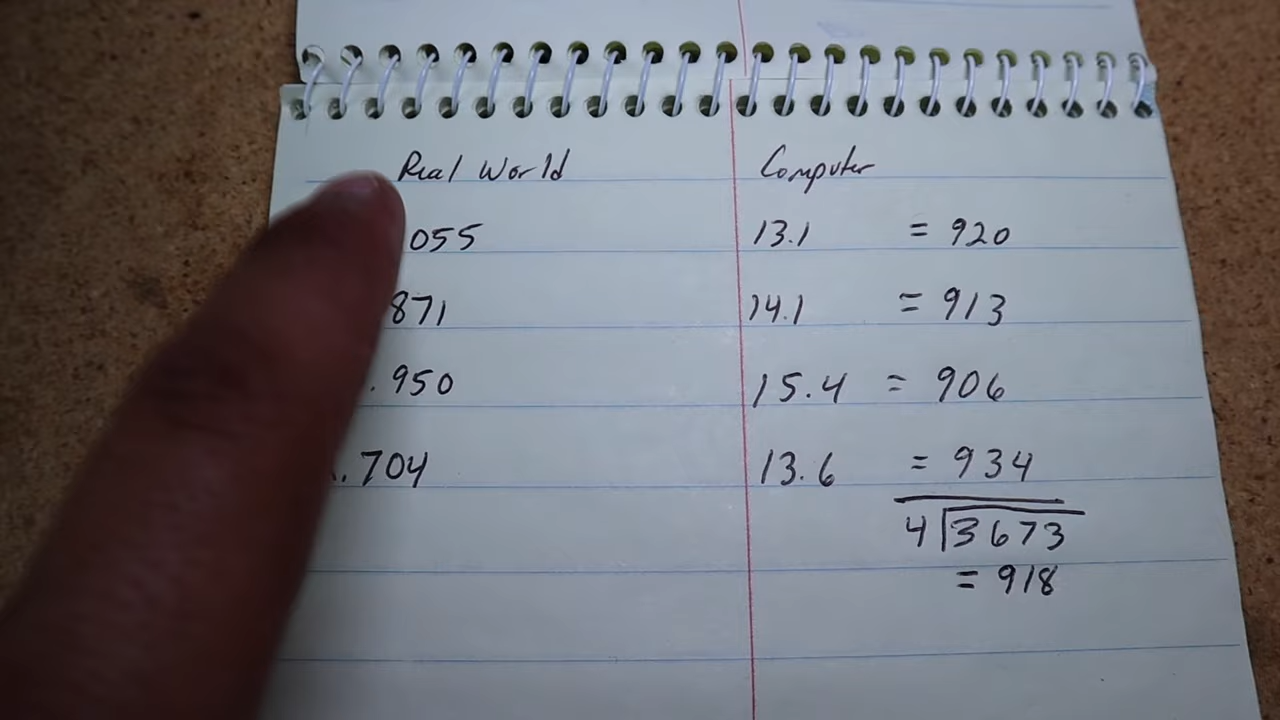 Real World Computer
055 13.1 = 920
871 14.1 = 913
.950 15.4 = 906
.704 13.6 = 934
4 3673
= 918